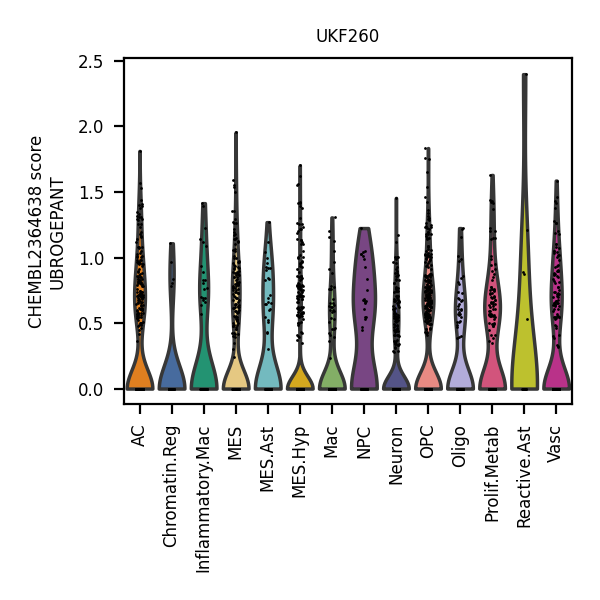 UKF260
CHEMBL2364638 score
UBROGEPANT
2.5
2.0
1.5
1.0
0.5
0.0
AC
Chromatin.Reg
Inflammatory.Mac
MES
MES.Ast
MES.Hyp
Mac
NPC
Neuron
OPC
Oligo
Prolif.Metab
Reactive.Ast
Vasc